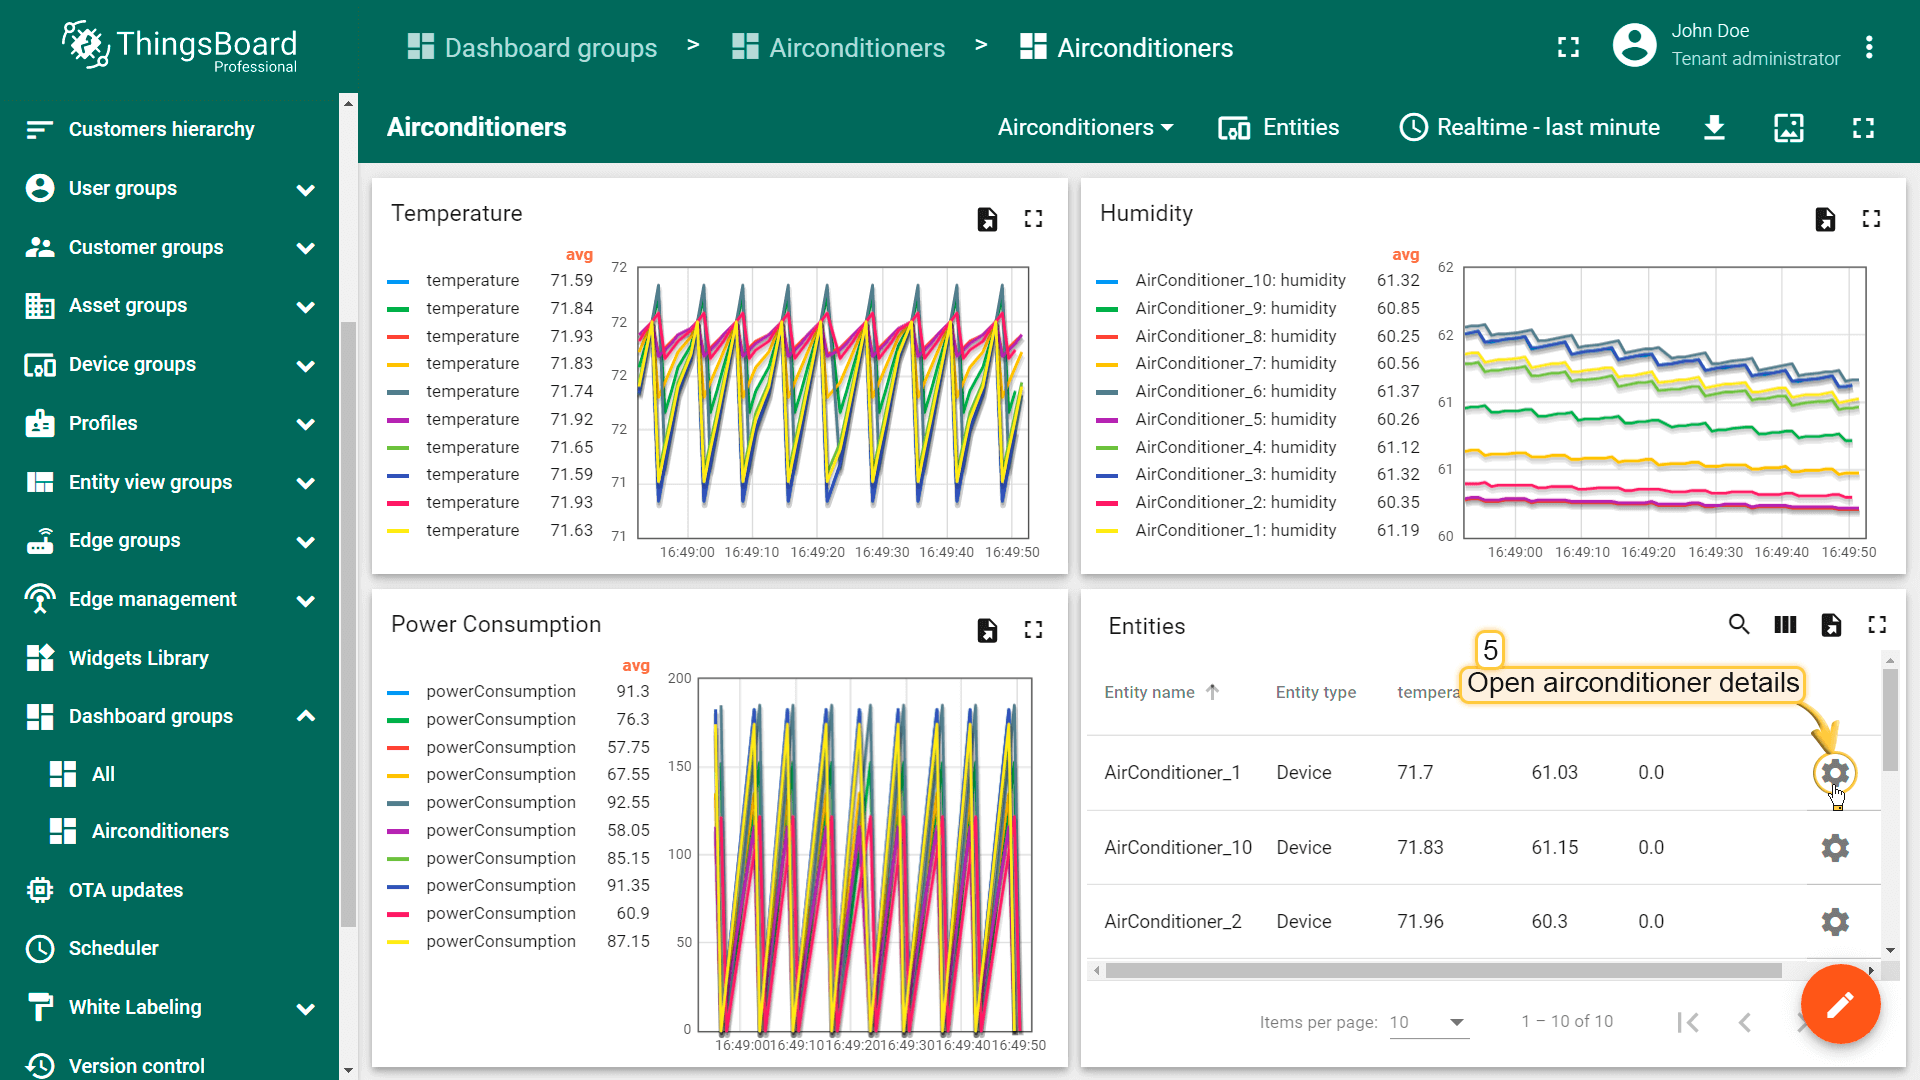 ThingsBoard
Professional
Dashboard groups > Airconditioners > Airconditioners
John Doe
Tenant administrator
Customers hierarchy
User groups
Customer groups
Asset groups
Device groups
Profiles
Entity view groups
Edge groups
Edge management
Widgets Library
Dashboard groups
All
Airconditioners
OTA updates
Scheduler
White Labeling
Version control
Airconditioners
Airconditioners
Entities
Realtime - last minute
Temperature
avg
temperature 71.59
temperature 71.84
temperature 71.93
temperature 71.83
temperature 71.74
temperature 71.92
temperature 71.65
temperature 71.59
temperature 71.93
temperature 71.63
72
72
72
72
71
71
16:49:00 16:49:10 16:49:20 16:49:30 16:49:40 16:49:50
Humidity
avg
AirConditioner_10: humidity 61.32
AirConditioner_9: humidity 60.85
AirConditioner_8: humidity 60.25
AirConditioner_7: humidity 60.56
AirConditioner_6: humidity 61.37
AirConditioner_5: humidity 60.26
AirConditioner_4: humidity 61.12
AirConditioner_3: humidity 61.32
AirConditioner_2: humidity 60.35
AirConditioner_1: humidity 61.19
62
62
61
61
60
16:49:00 16:49:10 16:49:20 16:49:30 16:49:40 16:49:50
Power Consumption
avg
powerConsumption 91.3
powerConsumption 76.3
powerConsumption 57.75
powerConsumption 67.55
powerConsumption 92.55
powerConsumption 58.05
powerConsumption 85.15
powerConsumption 91.35
powerConsumption 60.9
powerConsumption 87.15
200
150
100
50
0
16:49:00 16:49:10 16:49:20 16:49:30 16:49:40 16:49:50
Entities
5
Open airconditioner details
Entity name Entity type tempera
AirConditioner_1 Device 71.7 61.03 0.0
AirConditioner_10 Device 71.83 61.15 0.0
AirConditioner_2 Device 71.96 60.3 0.0
Items per page: 10 1 – 10 of 10